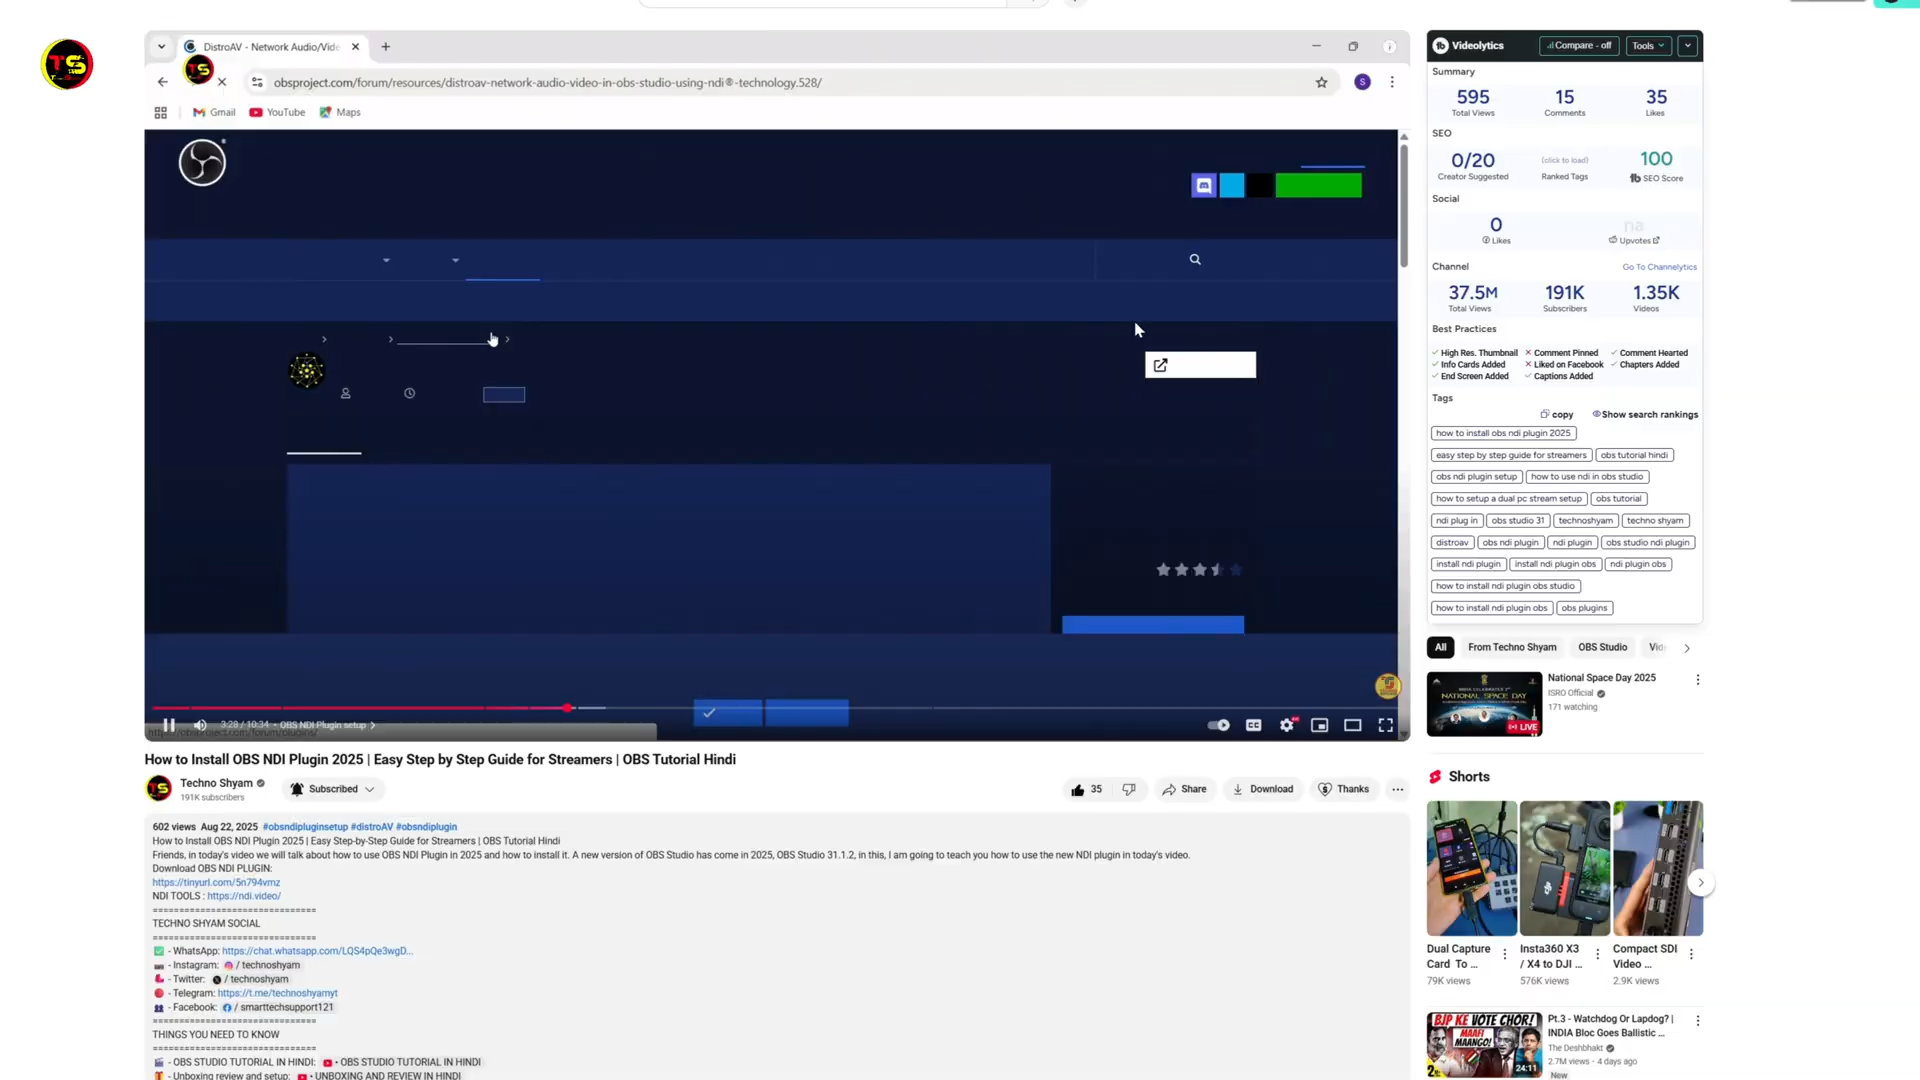 TS
DistroAV - Network Audio/Vide
TS
obsproject.com/forum/resources/distroav-network-audio-video-in-obs-studio-using-ndi®-technology.528/
S
Gmail
YouTube
Maps
3:28 / 10:34 • OBS NDI Plugin setup
https://obsproject.com/forum/plugins/
CC
How to Install OBS NDI Plugin 2025 | Easy Step by Step Guide for Streamers | OBS Tutorial Hindi
TS
Techno Shyam
191K subscribers
Subscribed
35
Share
Download
Thanks
602 views Aug 22, 2025 #obsndipluginsetup #distroAV #obsndiplugin
How to Install OBS NDI Plugin 2025 | Easy Step-by-Step Guide for Streamers | OBS Tutorial Hindi
Friends, in today's video we will talk about how to use OBS NDI Plugin in 2025 and how to install it. A new version of OBS Studio has come in 2025, OBS Studio 31.1.2, in this, I am going to teach you how to use the new NDI plugin in today's video.
Download OBS NDI PLUGIN:
https://tinyurl.com/5n794vmz
NDI TOOLS : https://ndi.video/
==============================
TECHNO SHYAM SOCIAL
==============================
- WhatsApp: https://chat.whatsapp.com/LQS4pQe3wgD...
- Instagram: / technoshyam
- Twitter: / technoshyam
- Telegram: https://t.me/technoshyamyt
- Facebook: / smarttechsupport121
==============================
THINGS YOU NEED TO KNOW
==============================
- OBS STUDIO TUTORIAL IN HINDI: • OBS STUDIO TUTORIAL IN HINDI
- Unboxing review and setup: • UNBOXING AND REVIEW IN HINDI
Videolytics
Compare - off
Tools
Summary
595
15
35
Total Views
Comments
Likes
SEO
0/20
(click to load)
100
Creator Suggested
Ranked Tags
SEO Score
Social
0
na
Likes
Upvotes
Channel
Go To Channelytics
37.5M
191K
1.35K
Total Views
Subscribers
Videos
Best Practices
High Res. Thumbnail
Comment Pinned
Comment Hearted
Info Cards Added
Liked on Facebook
Chapters Added
End Screen Added
Captions Added
Tags
copy
Show search rankings
how to install obs ndi plugin 2025
easy step by step guide for streamers
obs tutorial hindi
obs ndi plugin setup
how to use ndi in obs studio
how to setup a dual pc stream setup
obs tutorial
ndi plug in
obs studio 31
technoshyam
techno shyam
distroav
obs ndi plugin
ndi plugin
obs studio ndi plugin
install ndi plugin
install ndi plugin obs
ndi plugin obs
how to install ndi plugin obs studio
how to install ndi plugin obs
obs plugins
All
From Techno Shyam
OBS Studio
NATIONAL SPACE DAY
LIVE
National Space Day 2025
ISRO Official
171 watching
Shorts
Dual Capture
Card To ...
79K views
Insta360 X3
/ X4 to DJI ...
576K views
Compact SDI
Video ...
2.9K views
BJP KE VOTE CHOR!
MAAFI
MAANGO!
24:11
Pt.3 - Watchdog Or Lapdog? |
INDIA Bloc Goes Ballistic ...
The Deshbhakt
2.7M views • 4 days ago
New